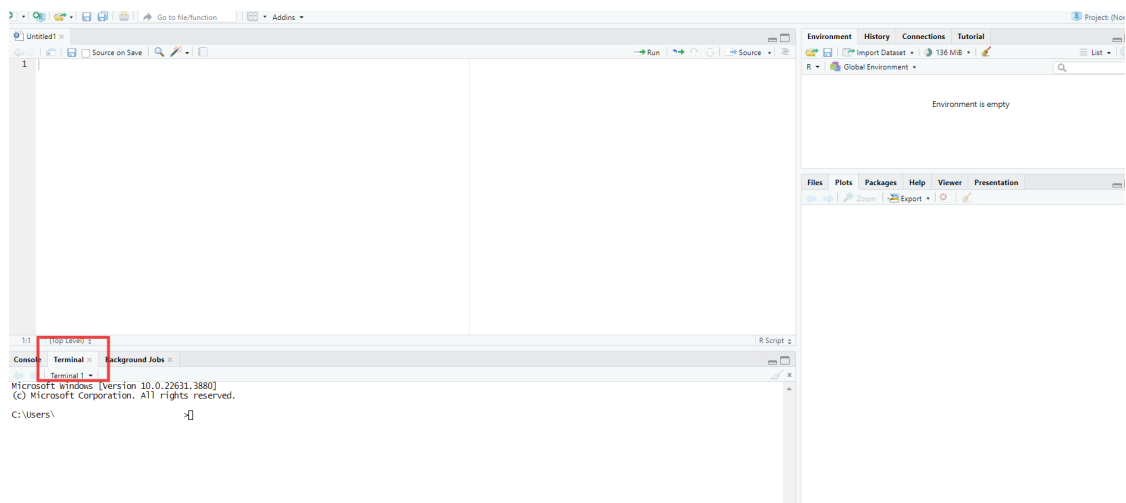 Go to file/function Addins Project: (Nor
Untitled1
Source on Save Run Source
1
1:1 (Top Level) R Script
Console Terminal Background Jobs
Terminal 1
Microsoft Windows [Version 10.0.22631.3880]
(c) Microsoft Corporation. All rights reserved.
C:\Users\ >
Environment History Connections Tutorial
Import Dataset 136 MiB List
R Global Environment
Environment is empty
Files Plots Packages Help Viewer Presentation
Zoom Export